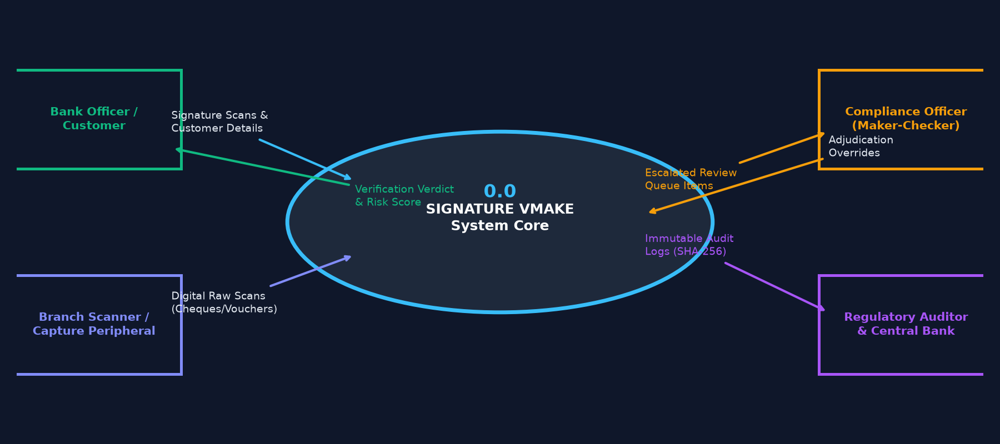 Bank Officer /
Customer
Signature Scans &
Customer Details
Verification Verdict
& Risk Score
0.0
SIGNATURE VMAKE
System Core
Escalated Review
Queue Items
Compliance Officer
(Maker-Checker)
Adjudication
Overrides
Immutable Audit
Logs (SHA-256)
Branch Scanner /
Capture Peripheral
Digital Raw Scans
(Cheques/Vouchers)
Regulatory Auditor
& Central Bank